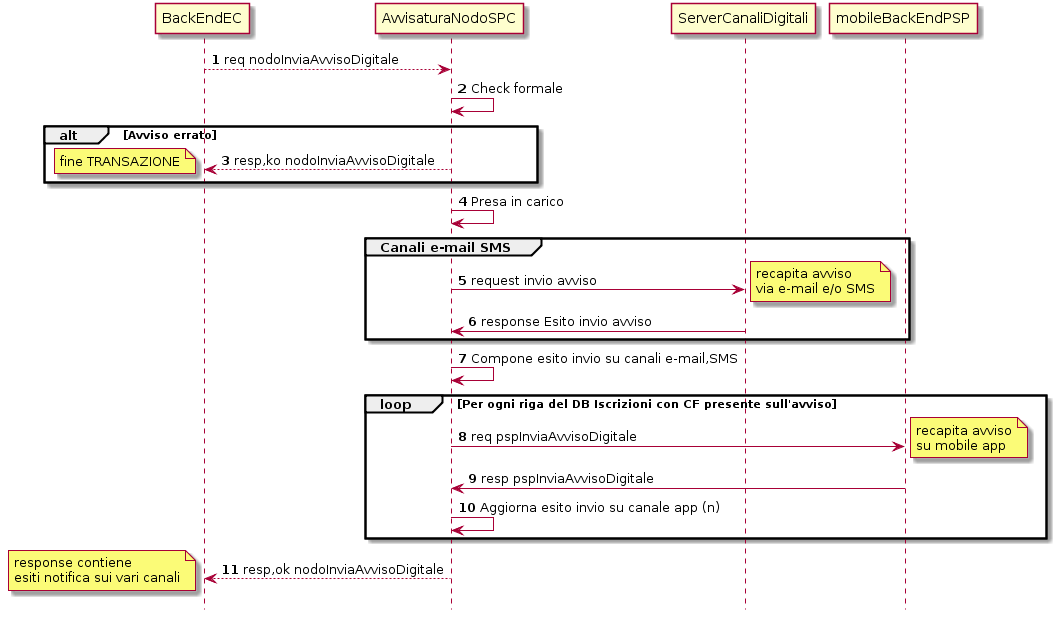 BackEndEC
AvvisaturaNodoSPC
ServerCanaliDigitali
mobileBackEndPSP
1 req nodoInviaAvvisoDigitale
2 Check formale
alt [Avviso errato]
fine TRANSAZIONE
3 resp,ko nodoInviaAvvisoDigitale
4 Presa in carico
Canali e-mail SMS
5 request invio avviso
recapita avviso
via e-mail e/o SMS
6 response Esito invio avviso
7 Compone esito invio su canali e-mail,SMS
loop [Per ogni riga del DB Iscrizioni con CF presente sull'avviso]
8 req pspInviaAvvisoDigitale
recapita avviso
su mobile app
9 resp pspInviaAvvisoDigitale
10 Aggiorna esito invio su canale app (n)
response contiene
esiti notifica sui vari canali
11 resp,ok nodoInviaAvvisoDigitale